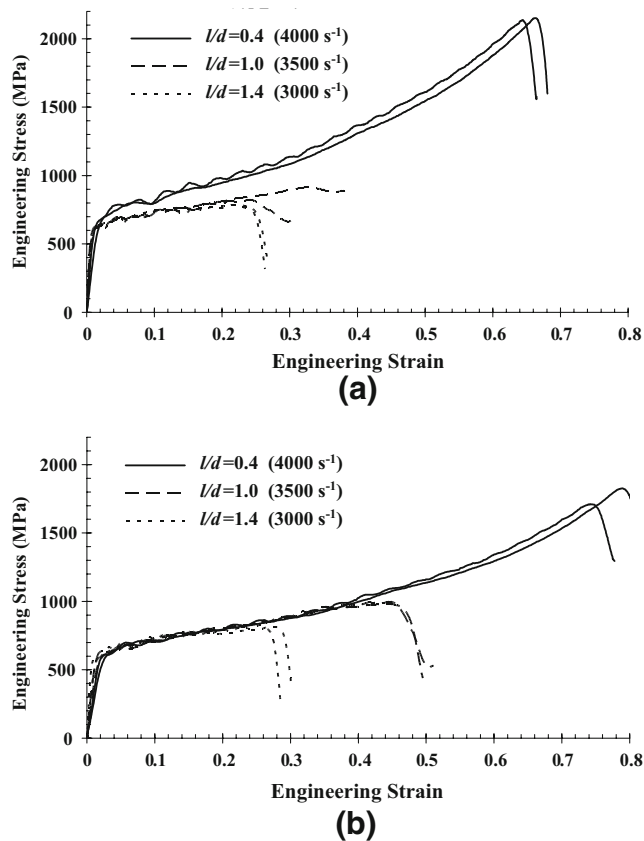 l/d=0.4 (4000 s⁻¹)
l/d=1.0 (3500 s⁻¹)
l/d=1.4 (3000 s⁻¹)
Engineering Stress (MPa)
2000
1500
1000
500
0
0 0.1 0.2 0.3 0.4 0.5 0.6 0.7 0.8
Engineering Strain
(a)
l/d=0.4 (4000 s⁻¹)
l/d=1.0 (3500 s⁻¹)
l/d=1.4 (3000 s⁻¹)
Engineering Stress (MPa)
2000
1500
1000
500
0
0 0.1 0.2 0.3 0.4 0.5 0.6 0.7 0.8
Engineering Strain
(b)